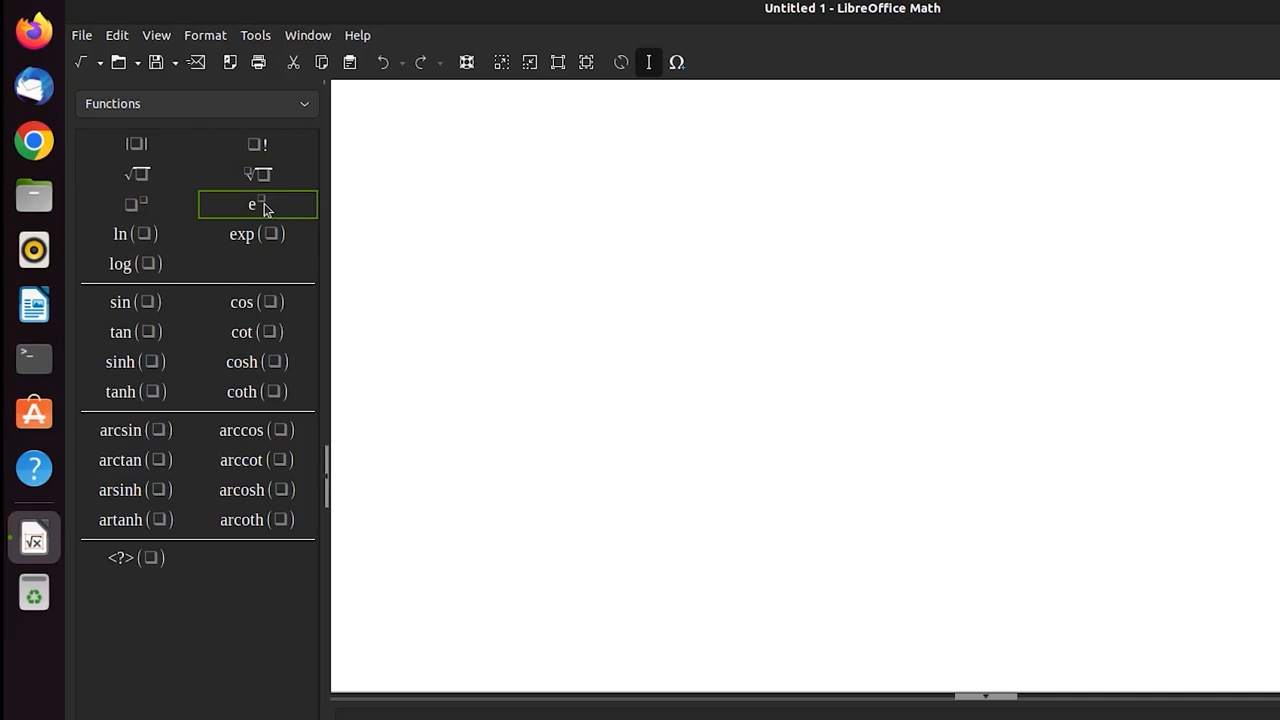 Untitled 1 - LibreOffice Math
File Edit View Format Tools Window Help
Functions
|❑| ❑!
√❑ ❑√❑
❑❑ e❑
ln(❑) exp(❑)
log(❑)
sin(❑) cos(❑)
tan(❑) cot(❑)
sinh(❑) cosh(❑)
tanh(❑) coth(❑)
arcsin(❑) arccos(❑)
arctan(❑) arccot(❑)
arsinh(❑) arcosh(❑)
artanh(❑) arcoth(❑)
<?>(❑)